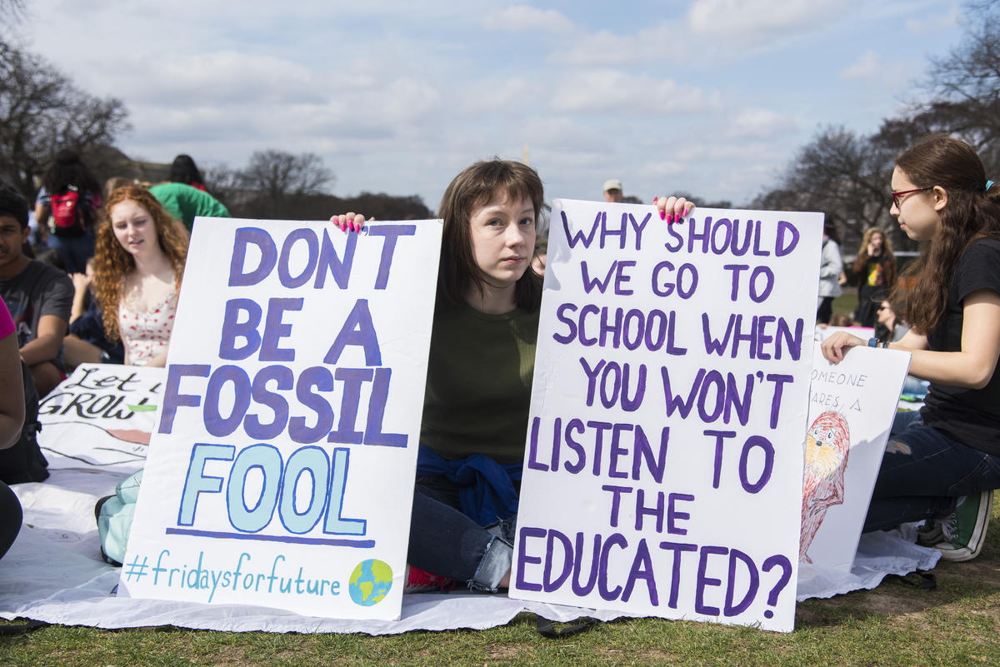 DON'T
BE A
FOSSIL
FOOL
#fridaysforfuture
WHY SHOULD
WE GO TO
SCHOOL WHEN
YOU WON'T
LISTEN TO
THE
EDUCATED?
Let i
GROW
OMEONE
ARES A